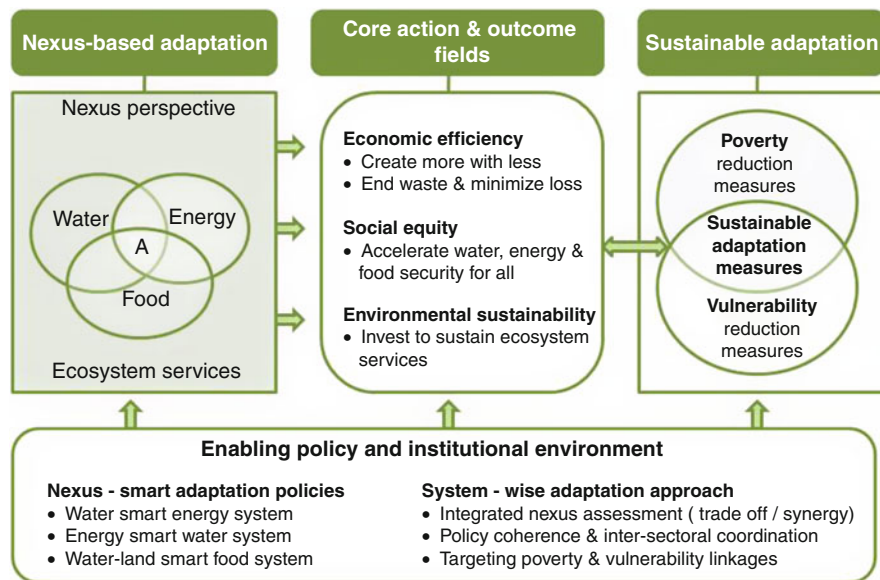 Nexus-based adaptation
Core action & outcome
fields
Sustainable adaptation
Nexus perspective
Water
Energy
A
Food
Ecosystem services
Economic efficiency
• Create more with less
• End waste & minimize loss
Social equity
• Accelerate water, energy &
food security for all
Environmental sustainability
• Invest to sustain ecosystem
services
Poverty
reduction
measures
Sustainable
adaptation
measures
Vulnerability
reduction
measures
Enabling policy and institutional environment
Nexus - smart adaptation policies
• Water smart energy system
• Energy smart water system
• Water-land smart food system
System - wise adaptation approach
• Integrated nexus assessment ( trade off / synergy)
• Policy coherence & inter-sectoral coordination
• Targeting poverty & vulnerability linkages